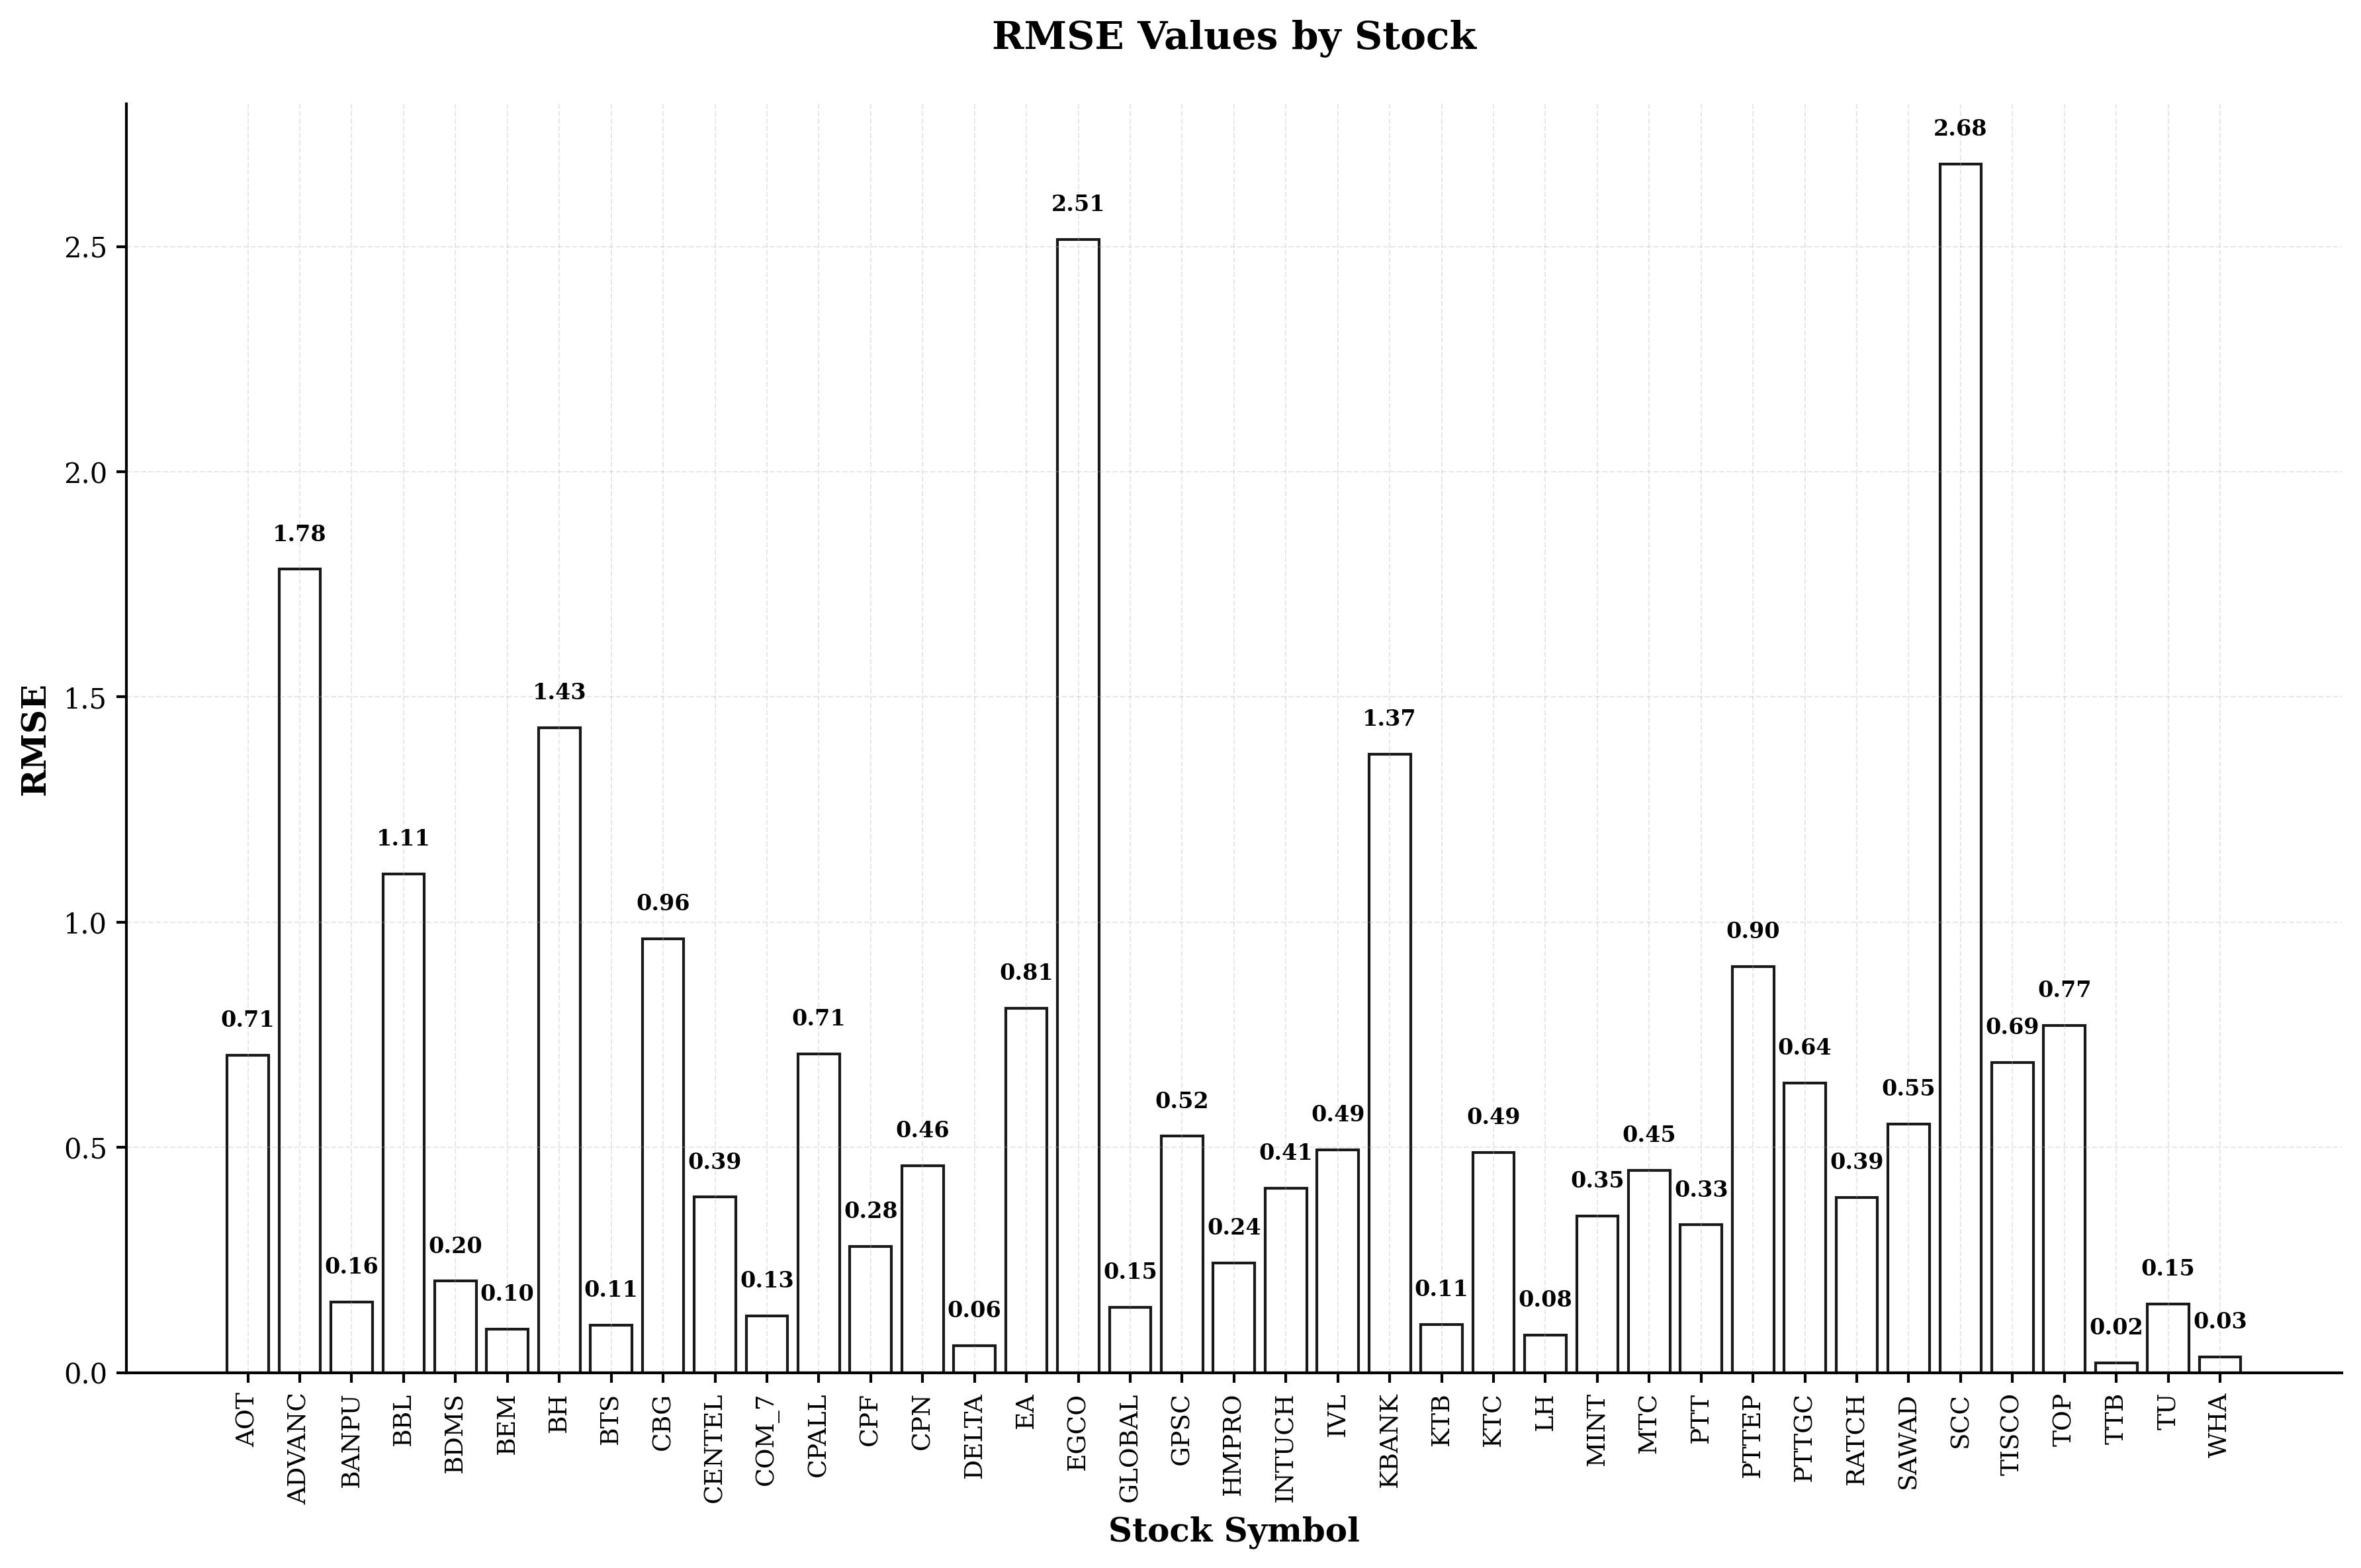 RMSE Values by Stock
RMSE
2.5
2.0
1.5
1.0
0.5
0.0
0.71
1.78
0.16
1.11
0.20
0.10
1.43
0.11
0.96
0.39
0.13
0.71
0.28
0.46
0.06
0.81
2.51
0.15
0.52
0.24
0.41
0.49
1.37
0.11
0.49
0.08
0.35
0.45
0.33
0.90
0.64
0.39
0.55
2.68
0.69
0.77
0.02
0.15
0.03
AOT
ADVANC
BANPU
BBL
BDMS
BEM
BH
BTS
CBG
CENTEL
COM_7
CPALL
CPF
CPN
DELTA
EA
EGCO
GLOBAL
GPSC
HMPRO
INTUCH
IVL
KBANK
KTB
KTC
LH
MINT
MTC
PTT
PTTEP
PTTGC
RATCH
SAWAD
SCC
TISCO
TOP
TTB
TU
WHA
Stock Symbol